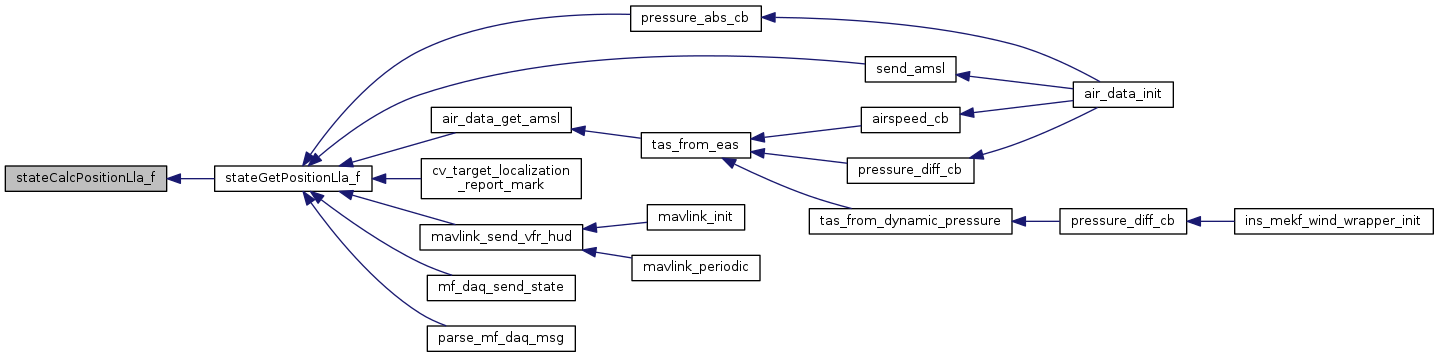 pressure_abs_cb
send_amsl
air_data_init
air_data_get_amsl
airspeed_cb
tas_from_eas
stateCalcPositionLla_f
stateGetPositionLla_f
cv_target_localization
_report_mark
pressure_diff_cb
mavlink_init
tas_from_dynamic_pressure
pressure_diff_cb
ins_mekf_wind_wrapper_init
mavlink_send_vfr_hud
mavlink_periodic
mf_daq_send_state
parse_mf_daq_msg